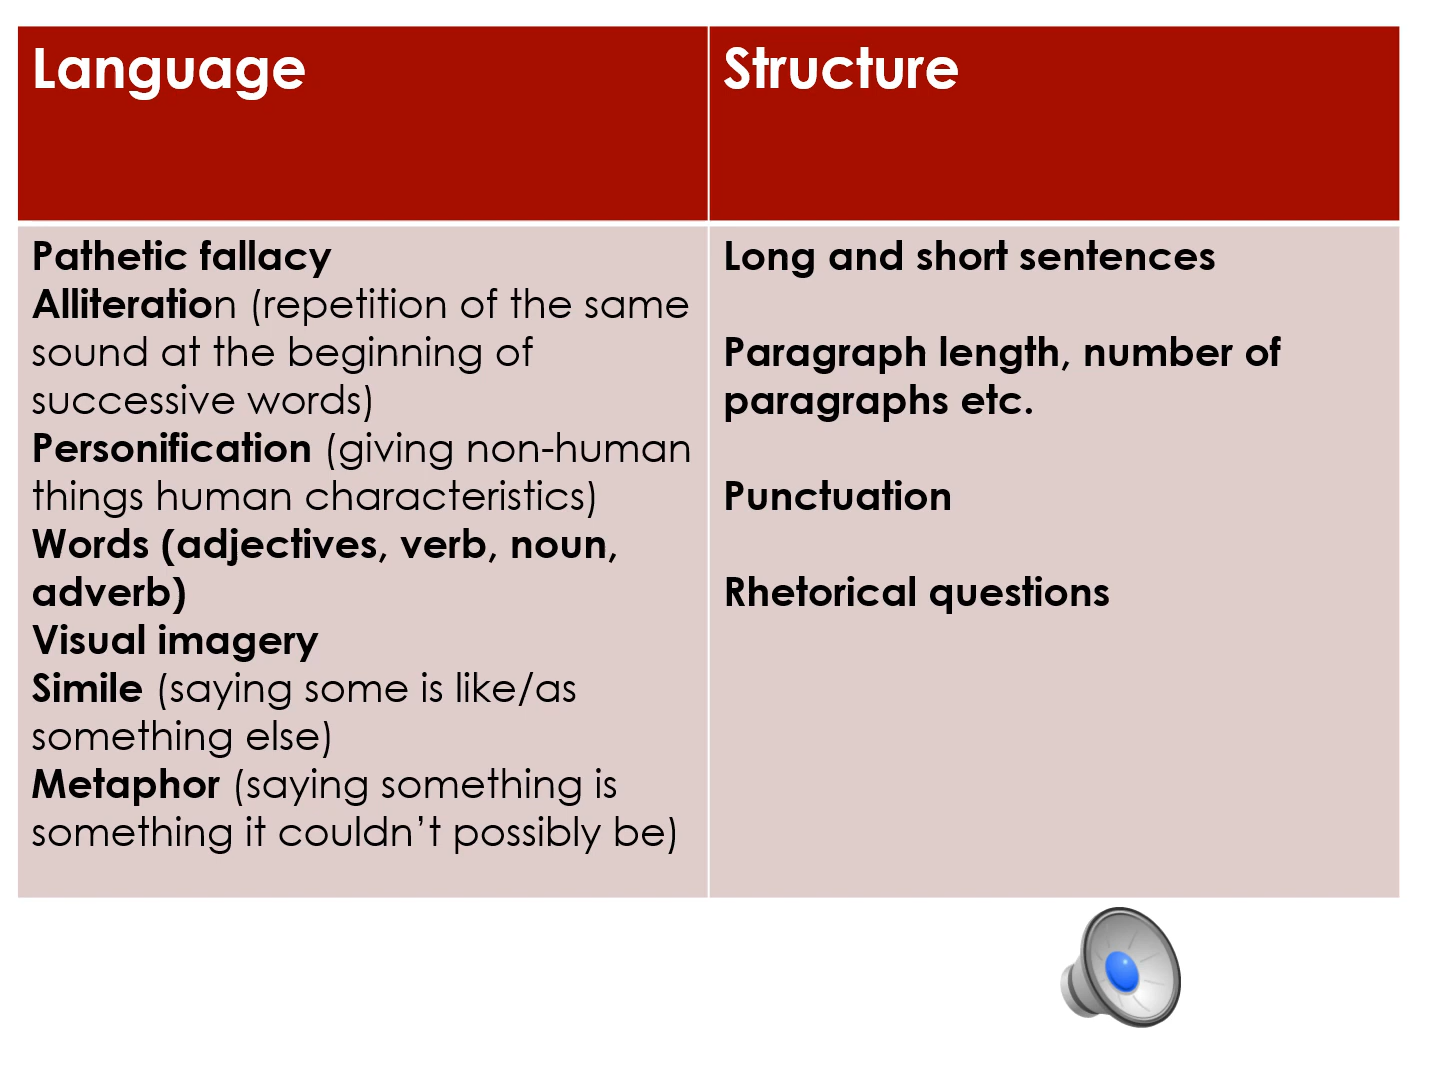 Language
Pathetic fallacy
Alliteration (repetition of the same
sound at the beginning of
successive words)
Personification (giving non-human
things human characteristics)
Words (adjectives, verb, noun,
adverb)
Visual imagery
Simile (saying some is like/as
something else)
Metaphor (saying something is
something it couldn’t possibly be)
Structure
Long and short sentences
Paragraph length, number of
paragraphs etc.
Punctuation
Rhetorical questions